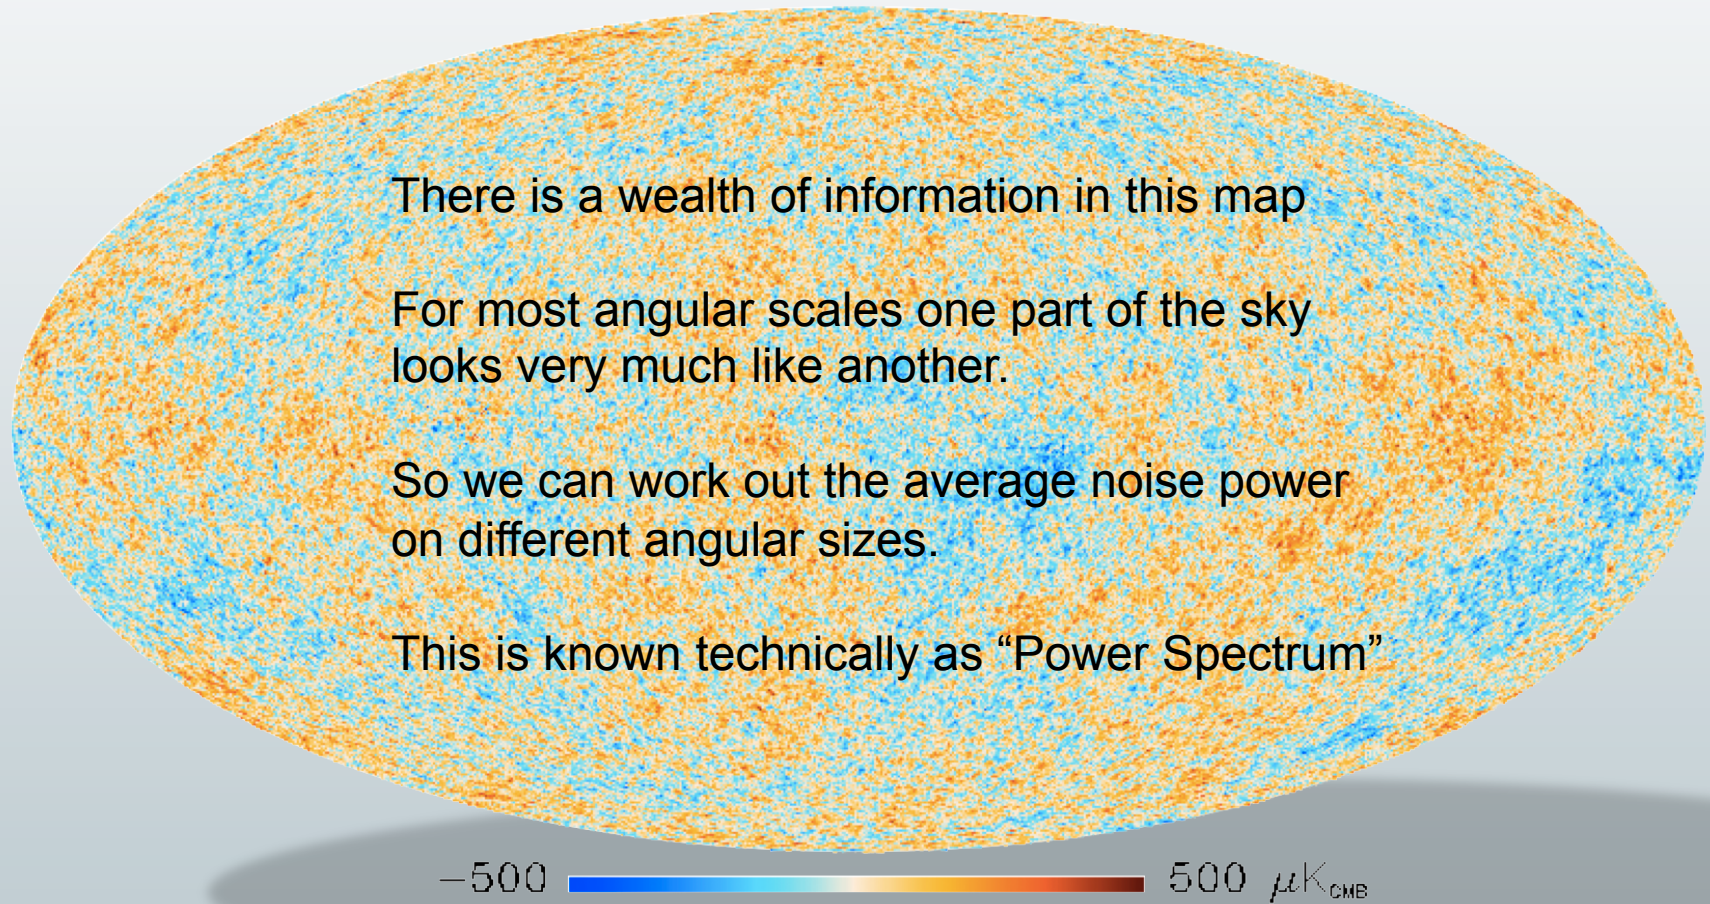 There is a wealth of information in this map
For most angular scales one part of the sky
looks very much like another.
So we can work out the average noise power
on different angular sizes.
This is known technically as “Power Spectrum”
−500 500 μK_CMB